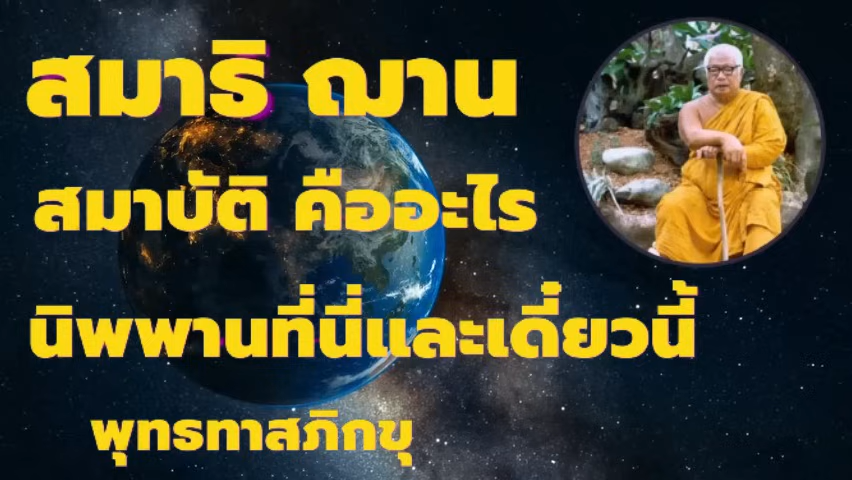 สมาธิ ฌาน
สมาบัติ คืออะไร
นิพพานที่นี่และเดี๋ยวนี้
พุทธทาสภิกขุ